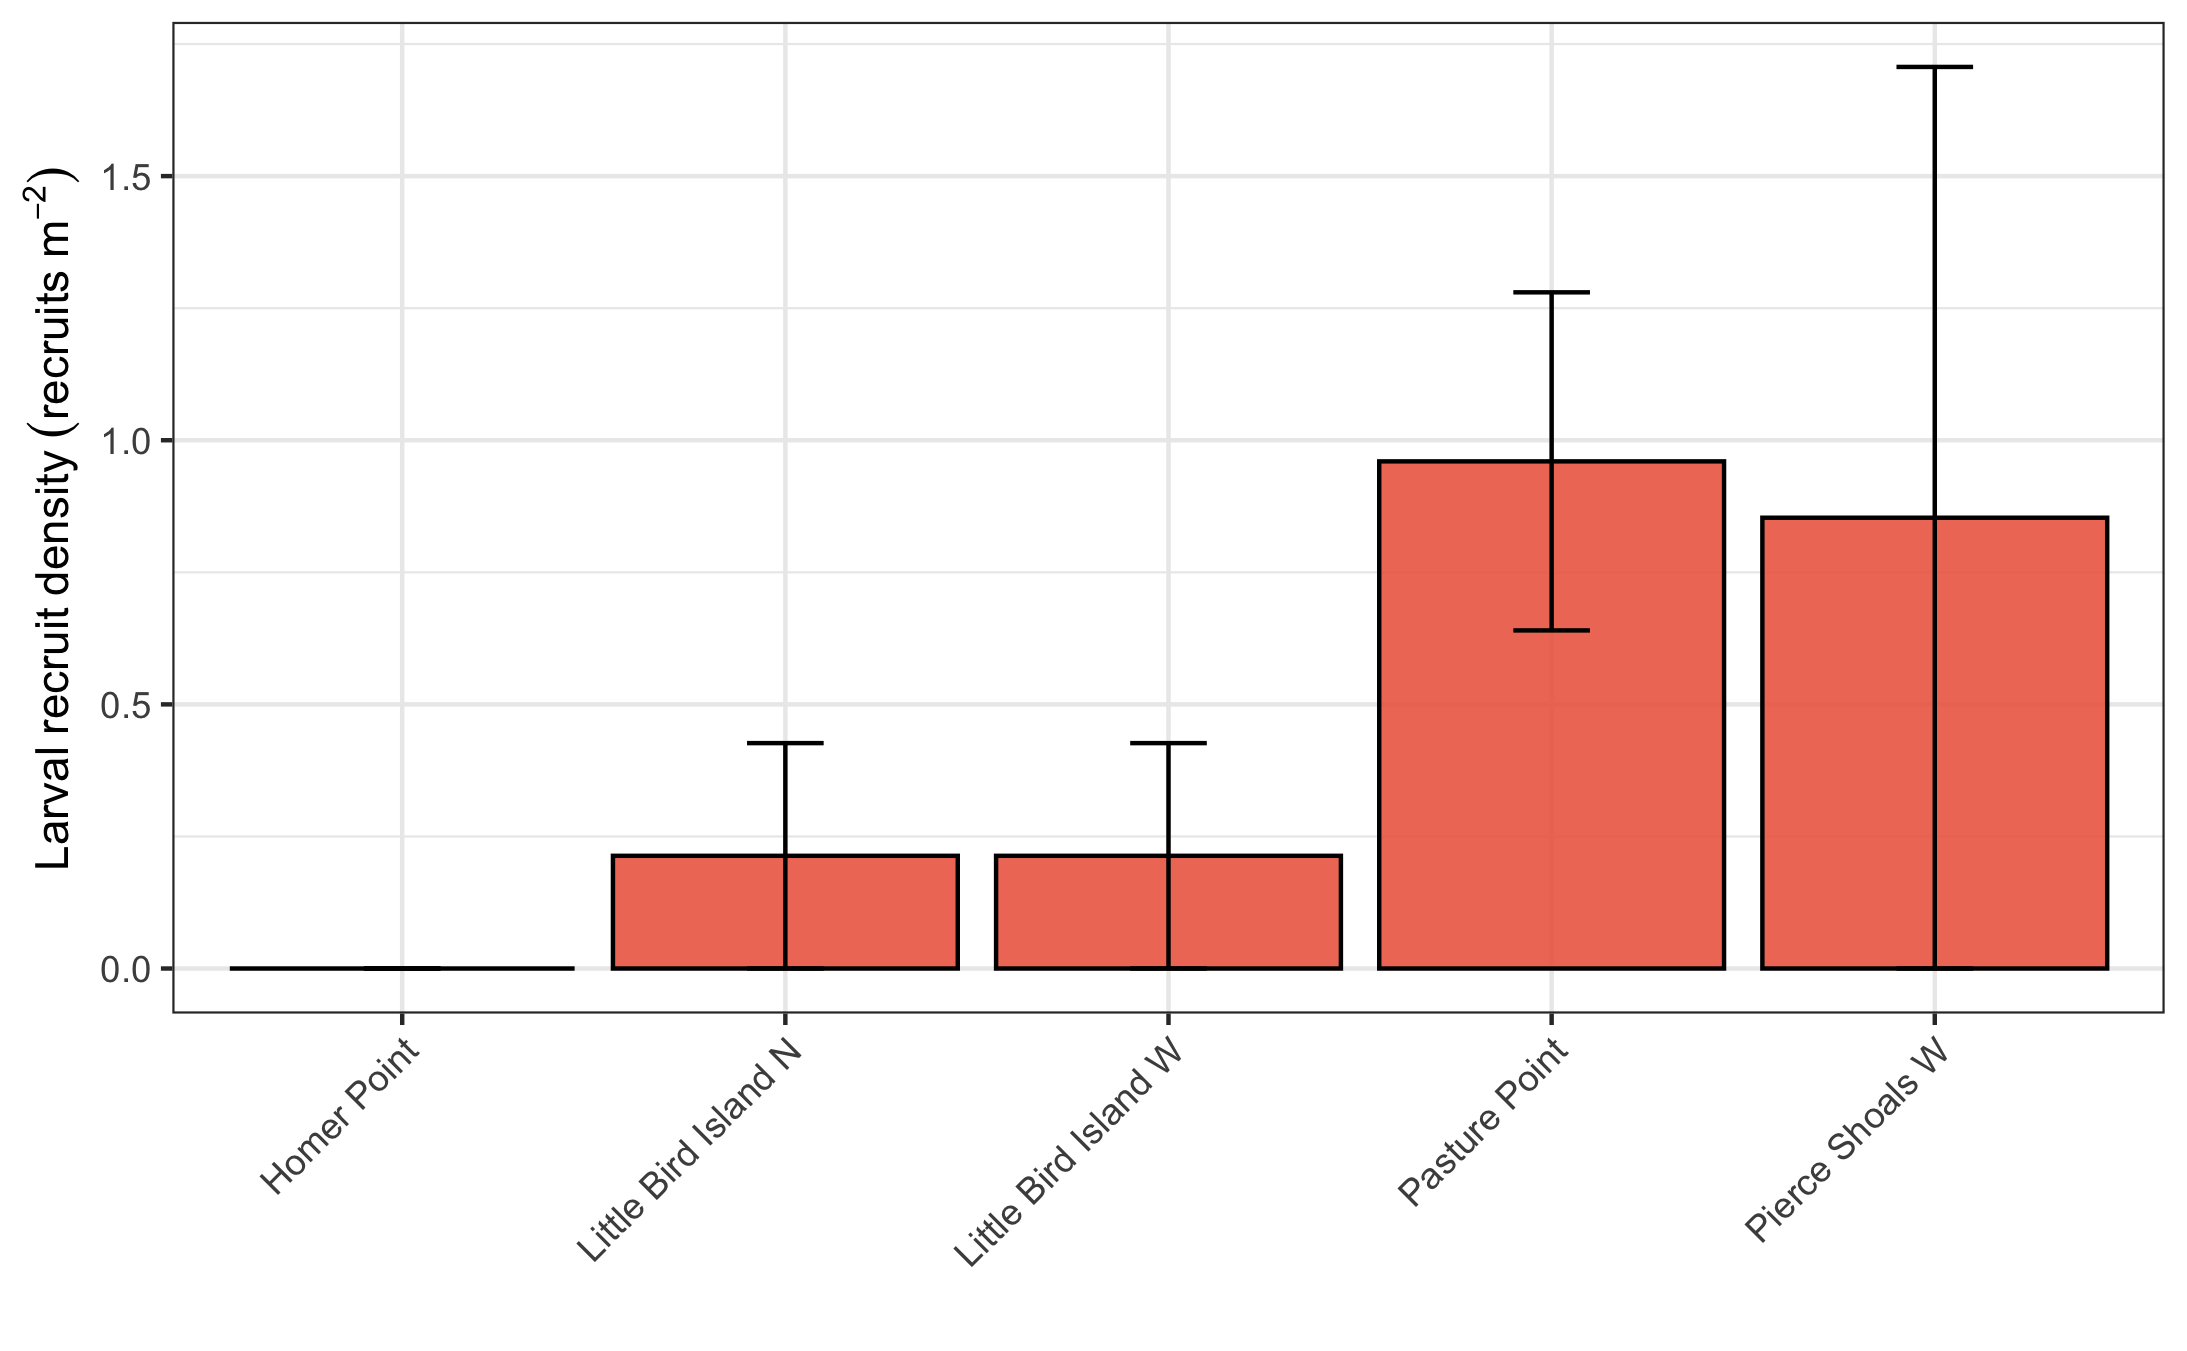 Larval recruit density (recruits m⁻²)
1.5
1.0
0.5
0.0
Homer Point
Little Bird Island N
Little Bird Island W
Pasture Point
Pierce Shoals W